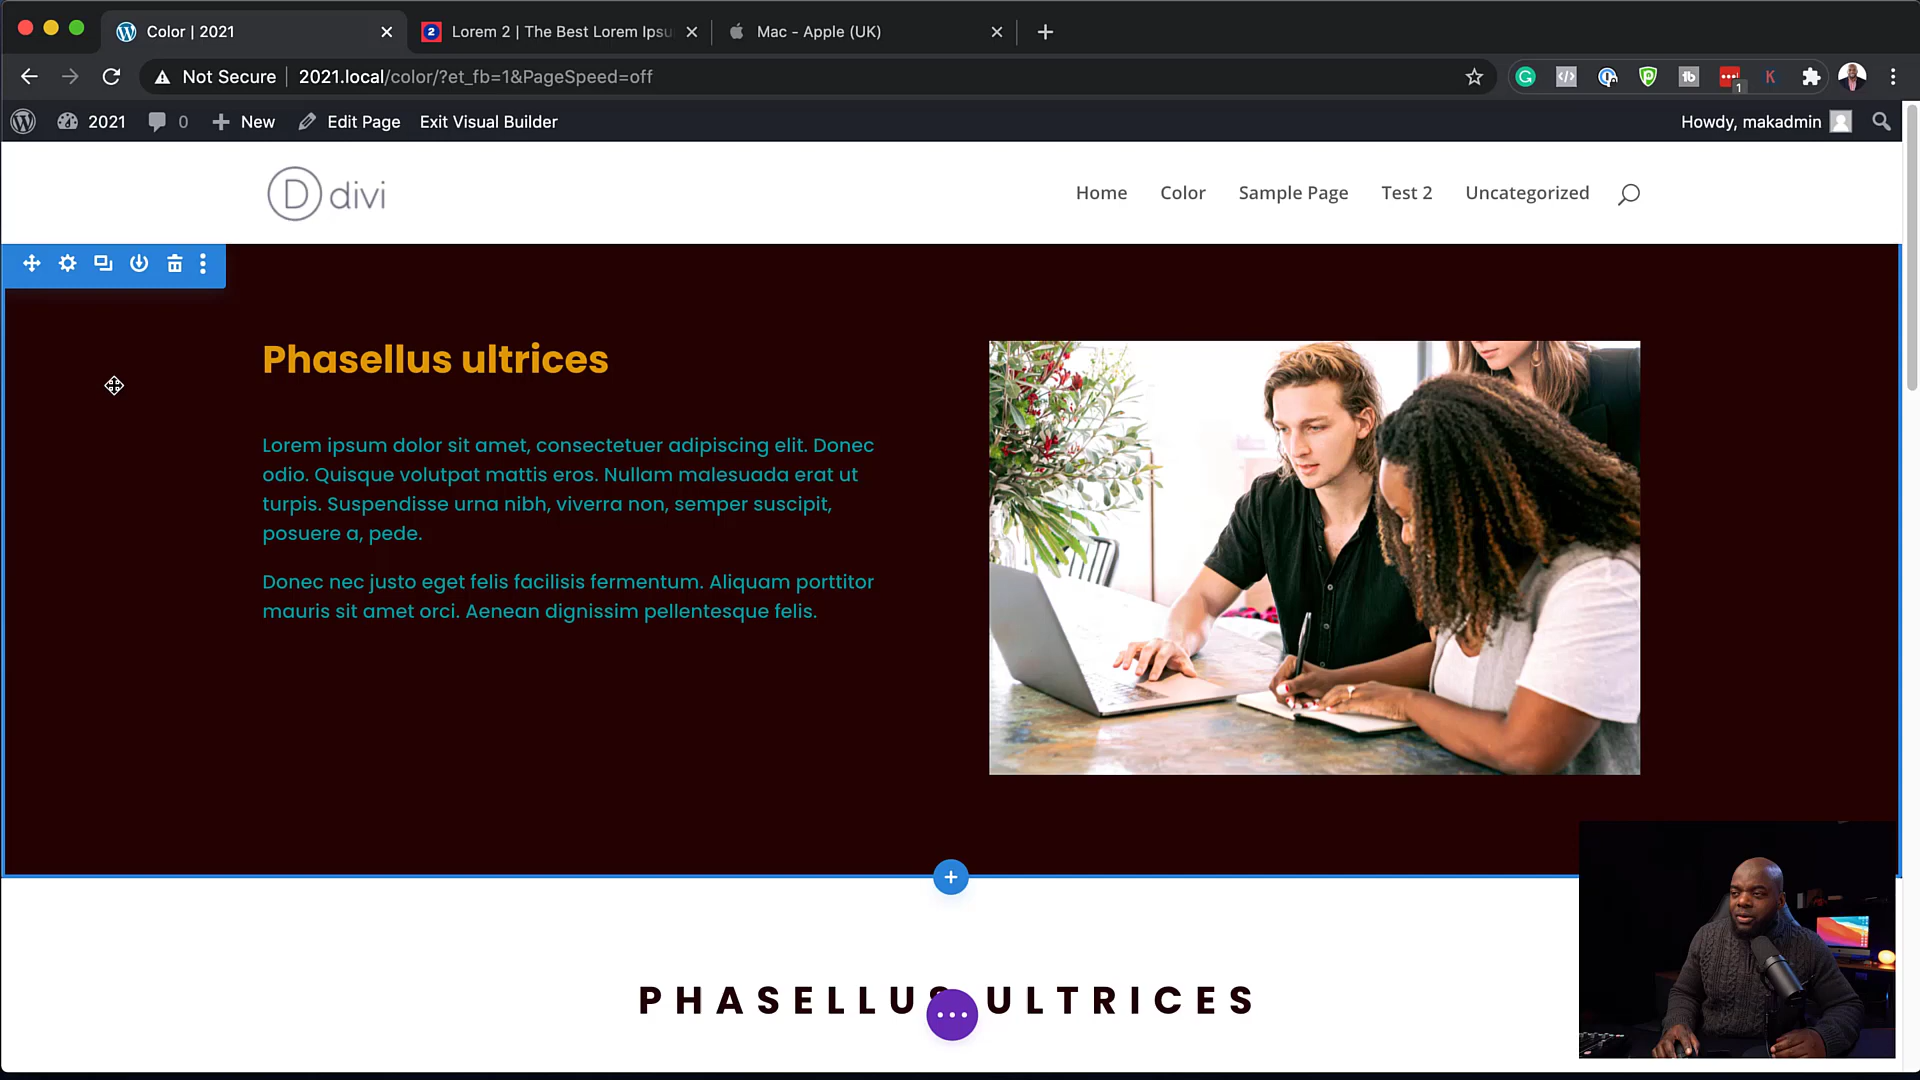 Color | 2021
Lorem 2 | The Best Lorem Ipsu
Mac - Apple (UK)
Not Secure
2021.local/color/?et_fb=1&PageSpeed=off
1
2021
0
New
Edit Page
Exit Visual Builder
Howdy, makadmin
D divi
Home
Color
Sample Page
Test 2
Uncategorized
Phasellus ultrices
Lorem ipsum dolor sit amet, consectetuer adipiscing elit. Donec
odio. Quisque volutpat mattis eros. Nullam malesuada erat ut
turpis. Suspendisse urna nibh, viverra non, semper suscipit,
posuere a, pede.
Donec nec justo eget felis facilisis fermentum. Aliquam porttitor
mauris sit amet orci. Aenean dignissim pellentesque felis.
PHASELLUS ULTRICES